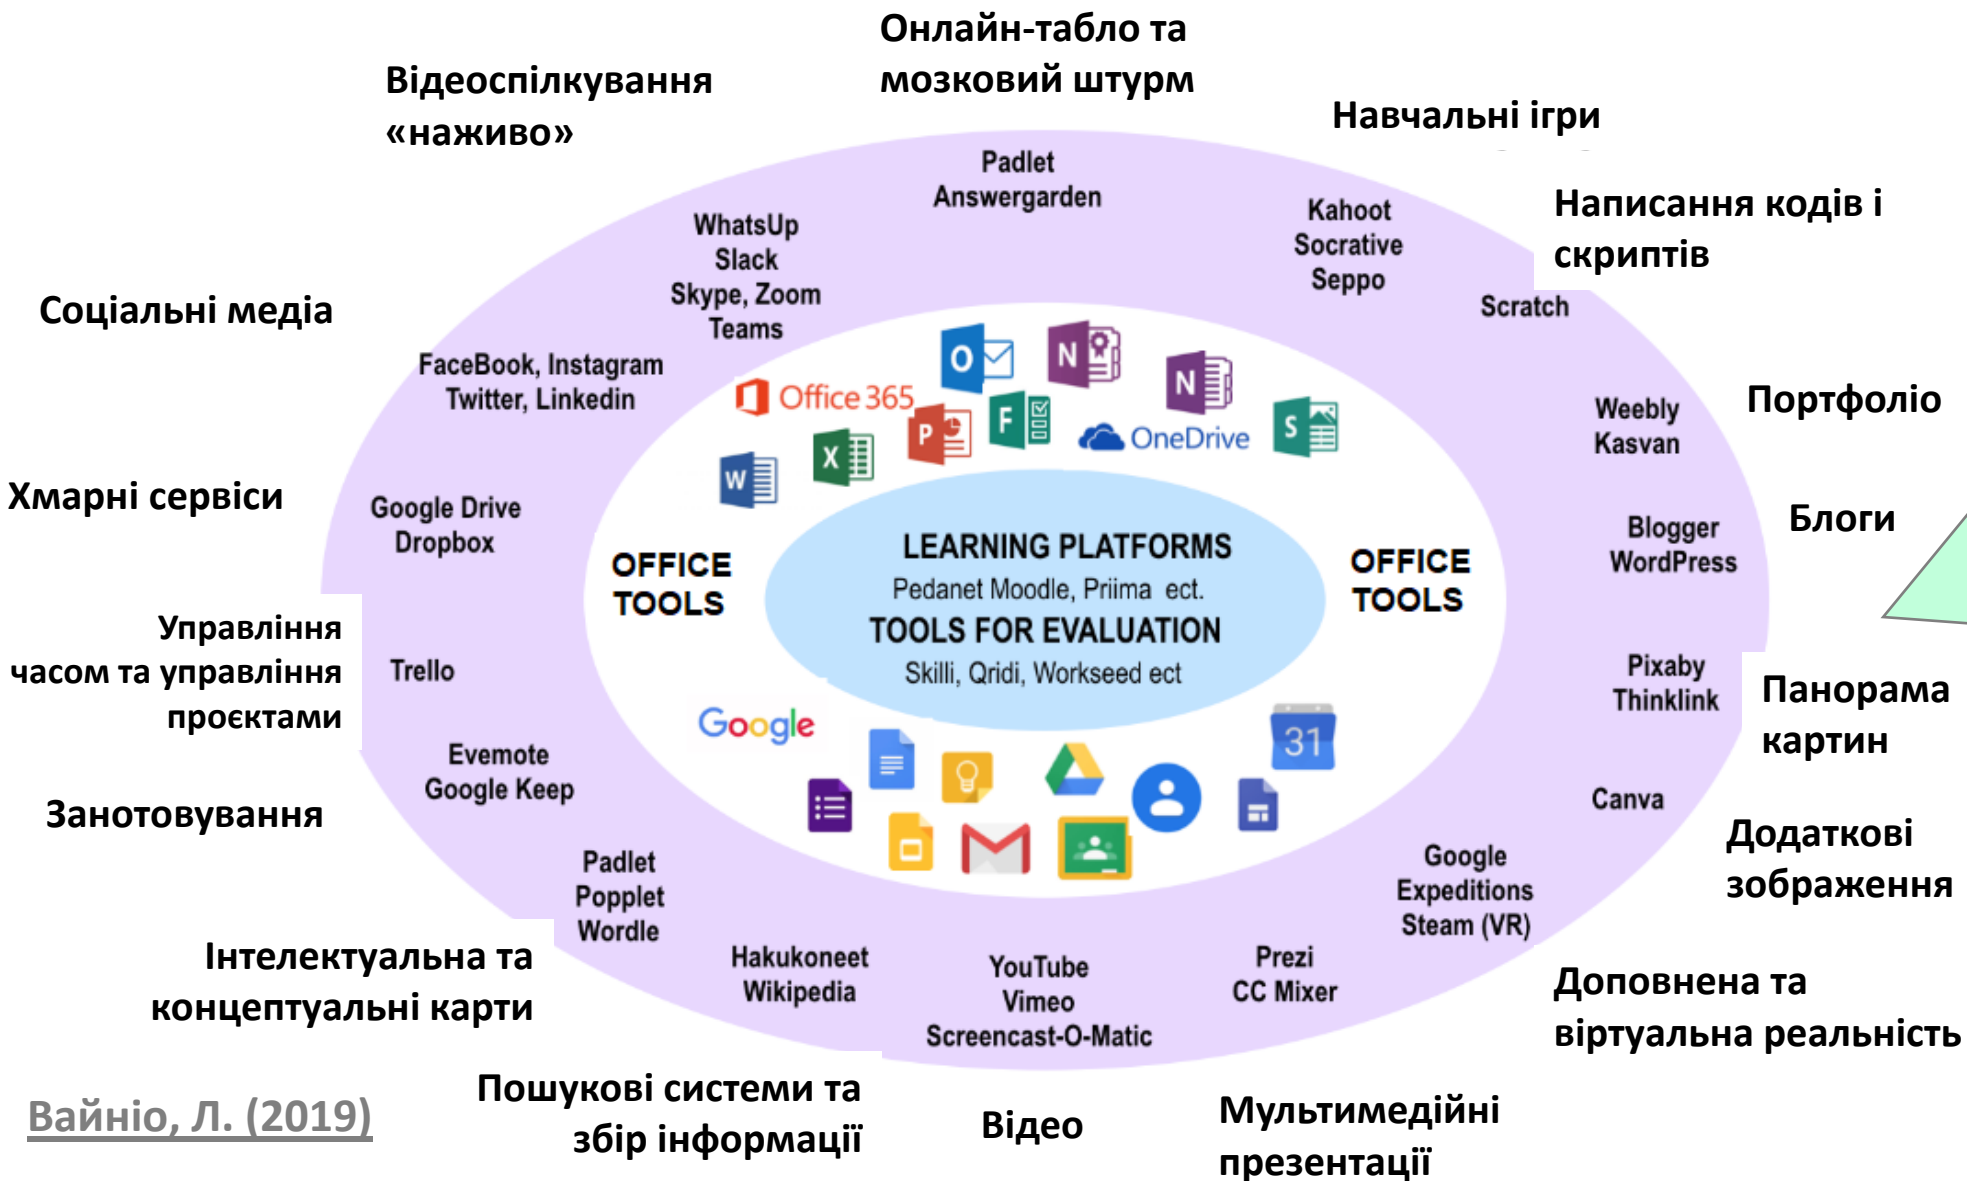 Онлайн-табло та
мозковий штурм
Відеоспілкування
«наживо»
Навчальні ігри
Padlet
Answergarden
Написання кодів і
скриптів
Kahoot
Socrative
Seppo
WhatsUp
Slack
Skype, Zoom
Teams
Соціальні медіа
Scratch
FaceBook, Instagram
Twitter, Linkedin
Office 365
O
N
N
P
F
OneDrive
S
X
W
Weebly
Kasvan
Портфоліо
Хмарні сервіси
Google Drive
Dropbox
Blogger
WordPress
Блоги
OFFICE
TOOLS
LEARNING PLATFORMS
Pedanet Moodle, Priima ect.
TOOLS FOR EVALUATION
Skilli, Qridi, Workseed ect
OFFICE
TOOLS
Управління
часом та управління
проєктами
Trello
Pixaby
Thinklink
Панорама
картин
Google
31
Evemote
Google Keep
Занотовування
Canva
Додаткові
зображення
Padlet
Popplet
Wordle
Google
Expeditions
Steam (VR)
Інтелектуальна та
концептуальні карти
Hakukoneet
Wikipedia
YouTube
Vimeo
Screencast-O-Matic
Prezi
CC Mixer
Доповнена та
віртуальна реальність
Вайніо, Л. (2019)
Пошукові системи та
збір інформації
Відео
Мультимедійні
презентації